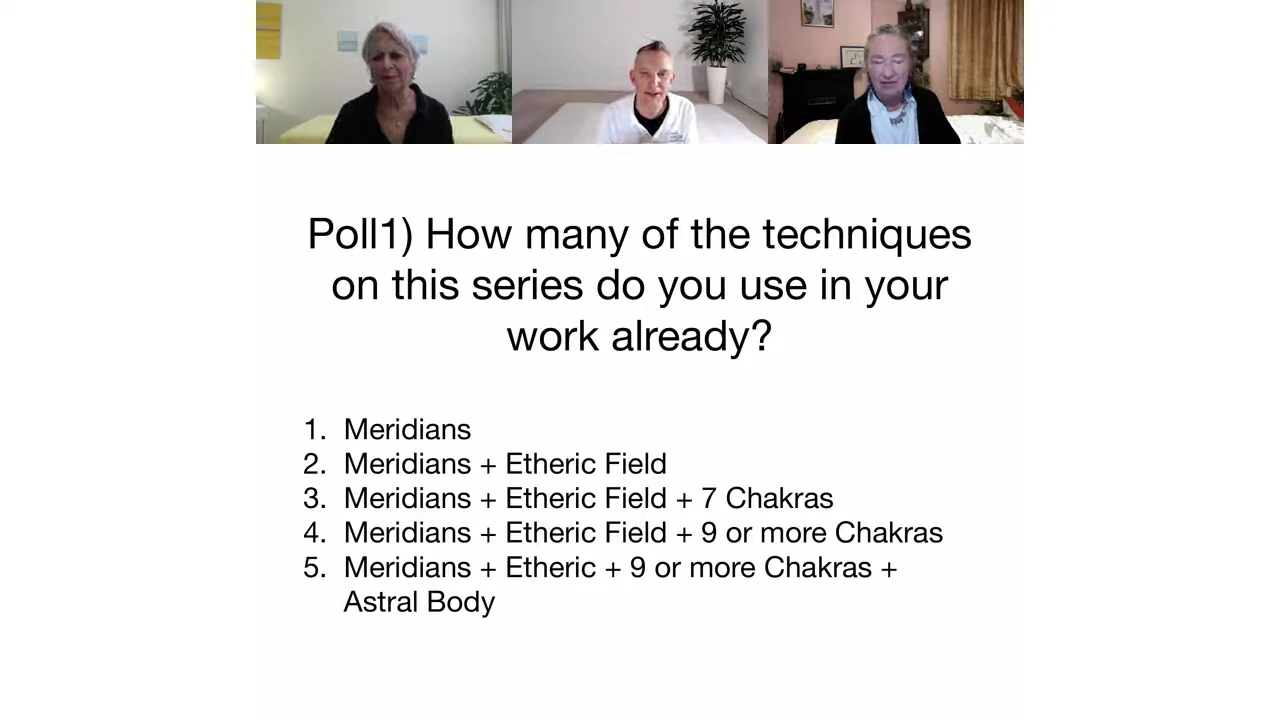 Poll1) How many of the techniques
on this series do you use in your
work already?
1. Meridians
2. Meridians + Etheric Field
3. Meridians + Etheric Field + 7 Chakras
4. Meridians + Etheric Field + 9 or more Chakras
5. Meridians + Etheric + 9 or more Chakras +
Astral Body